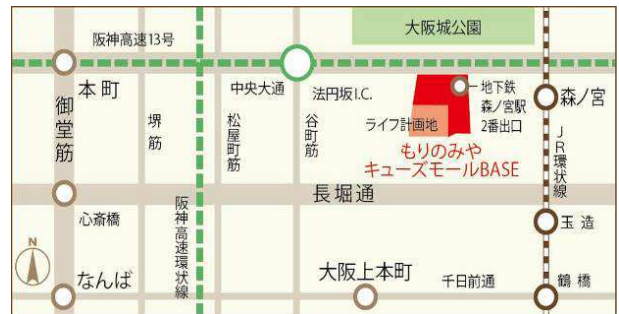 阪神高速13号
大阪城公園
本町
中央大通
法円坂I.C.
地下鉄
森ノ宮駅
2番出口
森ノ宮
御堂筋
堺筋
松屋町筋
谷町筋
ライフ計画地
もりのみや
キューズモールBASE
JR環状線
長堀通
心斎橋
阪神高速環状線
玉造
N
なんば
大阪上本町
千日前通
鶴橋